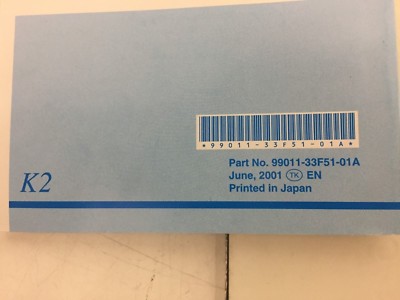 *99011-33F51-01A*
Part No. 99011-33F51-01A
June, 2001 TK EN
Printed in Japan
K2